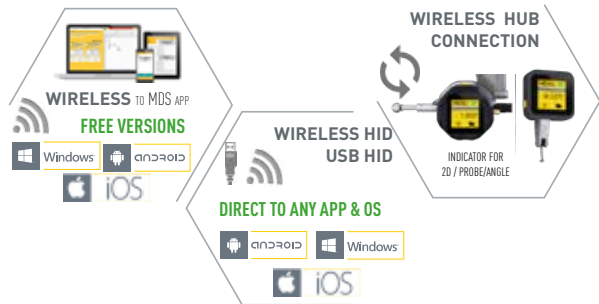 WIRELESS TO MDS APP
FREE VERSIONS
Windows android
iOS
WIRELESS HID
USB HID
DIRECT TO ANY APP & OS
android Windows
iOS
WIRELESS HUB
CONNECTION
INDICATOR FOR
2D / PROBE/ANGLE